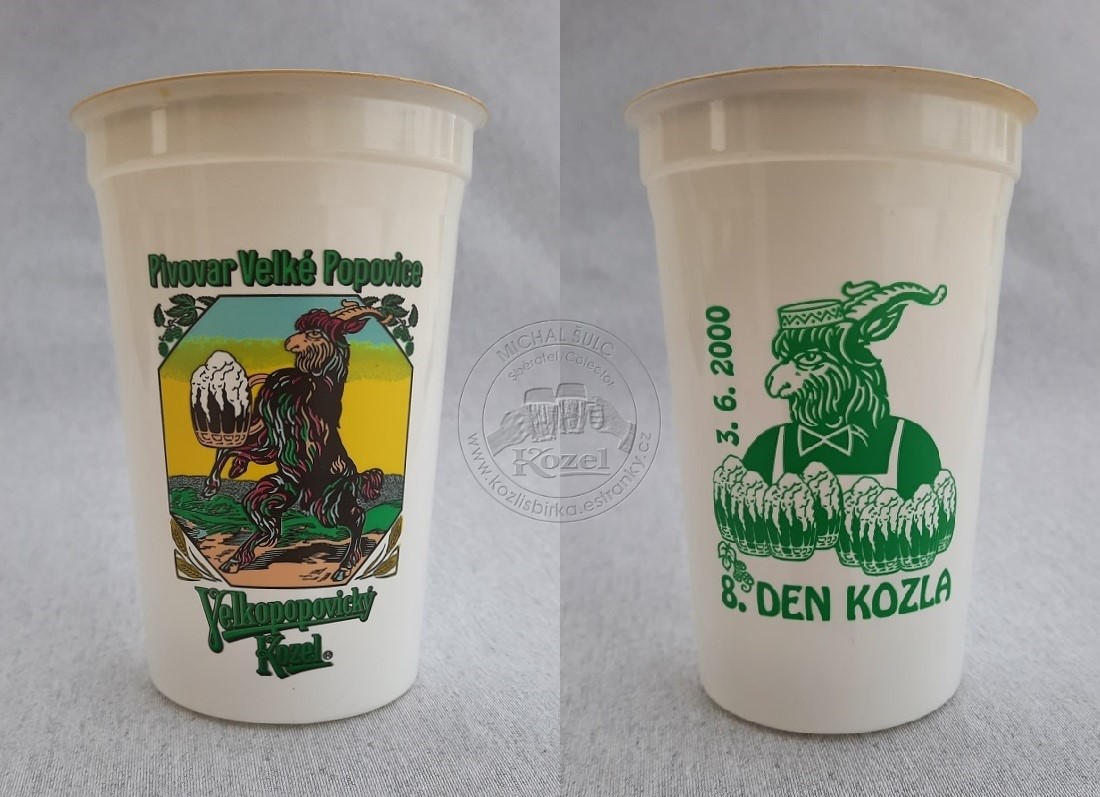 Pivovar Velké Popovice
Velkopopovický
Kozel®
MICHAL ŠULC
Sběratel/Colector
Kozel
www.kozlisbirka.estranky.cz
3. 6. 2000
8. DEN KOZLA